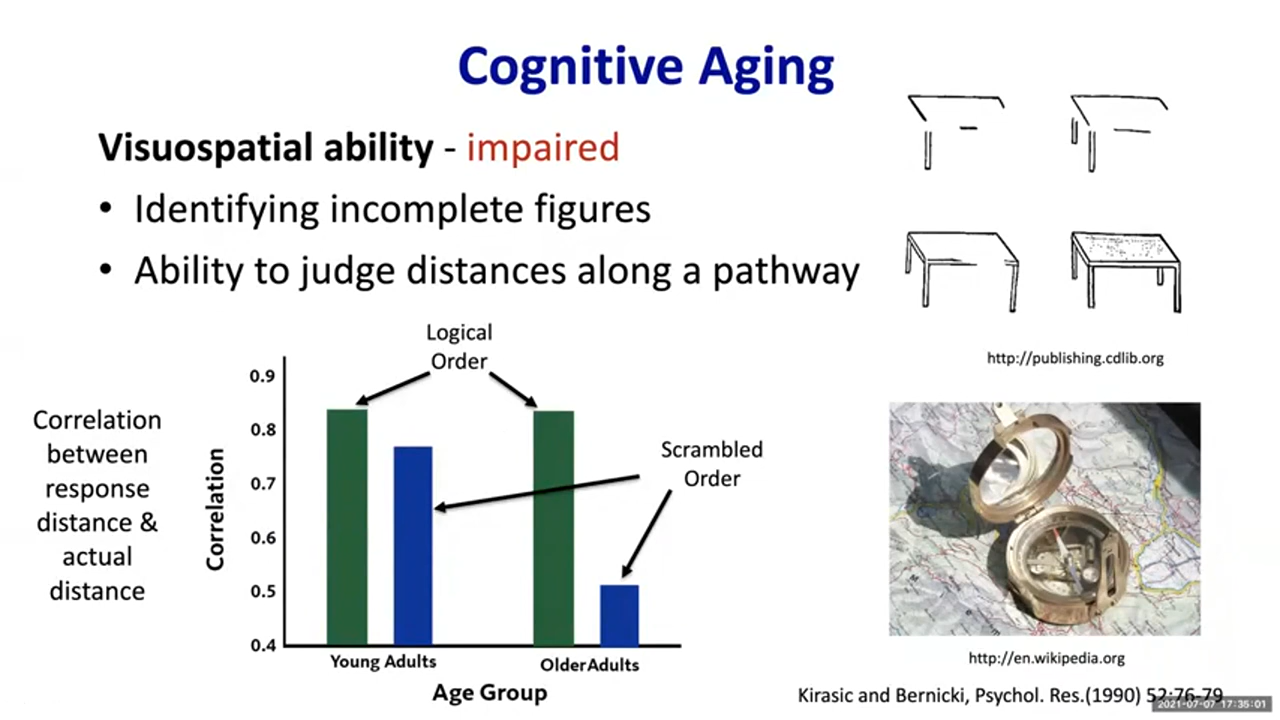 Cognitive Aging
Visuospatial ability - impaired
• Identifying incomplete figures
• Ability to judge distances along a pathway
http://publishing.cdlib.org
Correlation
between
response
distance &
actual
distance
Correlation
0.9
0.8
0.7
0.6
0.5
0.4
Logical
Order
Scrambled
Order
Young Adults
OlderAdults
Age Group
http://en.wikipedia.org
Kirasic and Bernicki, Psychol. Res.(1990) 52:76-79
2021-07-07 17:35:01